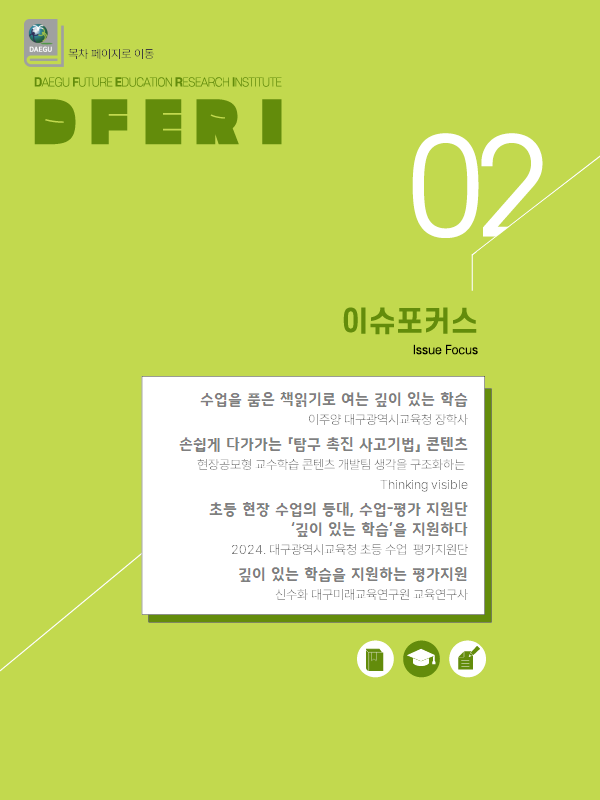 DAEGU
목차 페이지로 이동
DAEGU FUTURE EDUCATION RESEARCH INSTITUTE
DFERI
02
이슈포커스
Issue Focus
수업을 품은 책읽기로 여는 깊이 있는 학습
이주양 대구광역시교육청 장학사
손쉽게 다가가는 「탐구 촉진 사고기법」 콘텐츠
현장공모형 교수학습 콘텐츠 개발팀 생각을 구조화하는
Thinking visible
초등 현장 수업의 등대, 수업-평가 지원단
‘깊이 있는 학습’을 지원하다
2024. 대구광역시교육청 초등 수업 평가지원단
깊이 있는 학습을 지원하는 평가지원
신수화 대구미래교육연구원 교육연구사